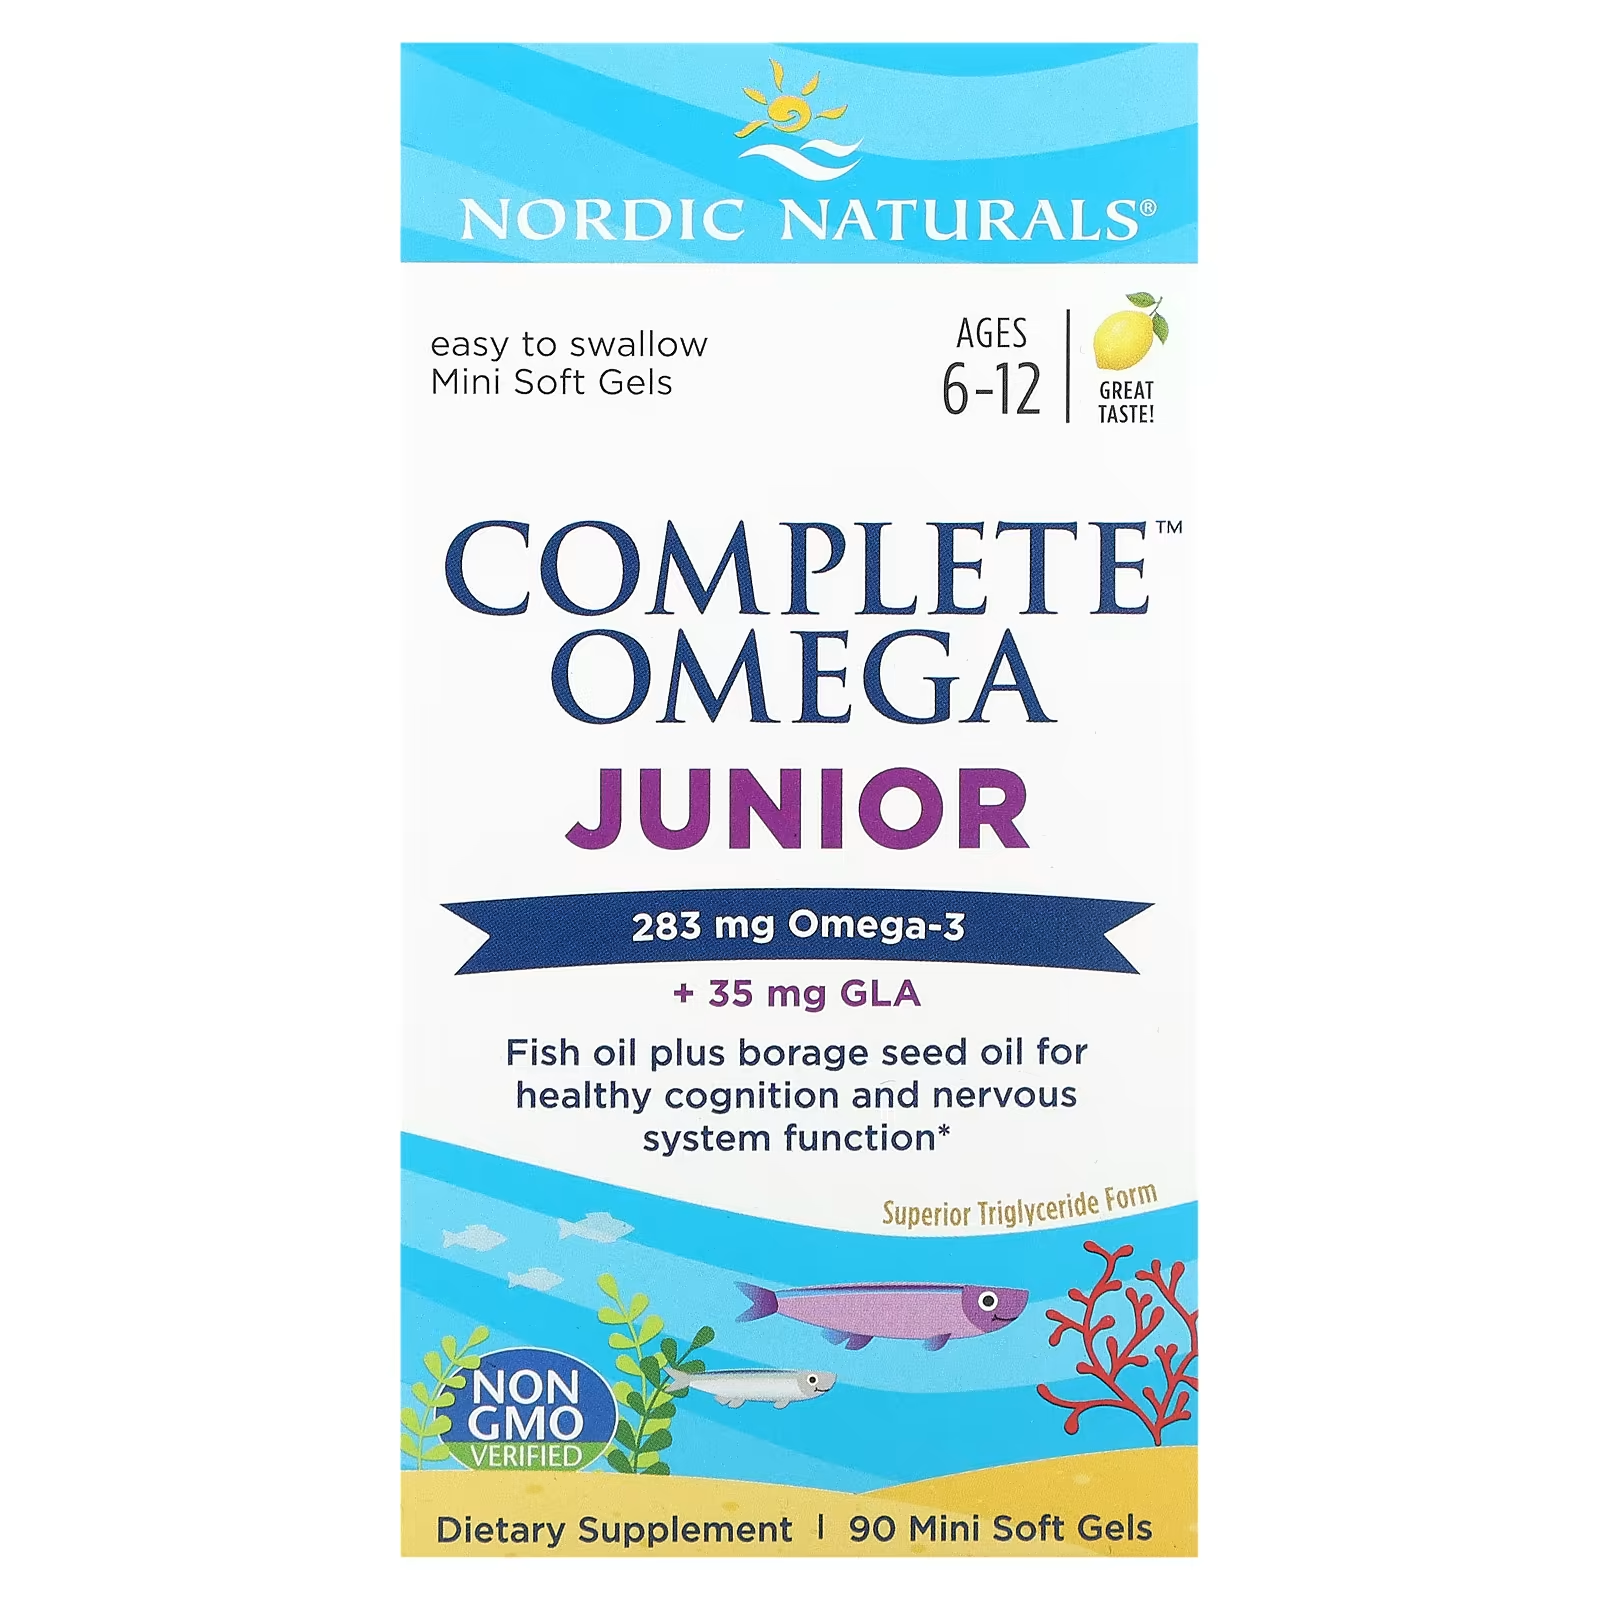 NORDIC NATURALS®
easy to swallow
Mini Soft Gels
AGES
6-12
GREAT
TASTE!
COMPLETE™
OMEGA
JUNIOR
283 mg Omega-3
+ 35 mg GLA
Fish oil plus borage seed oil for
healthy cognition and nervous
system function*
Superior Triglyceride Form
NON
GMO
VERIFIED
Dietary Supplement | 90 Mini Soft Gels